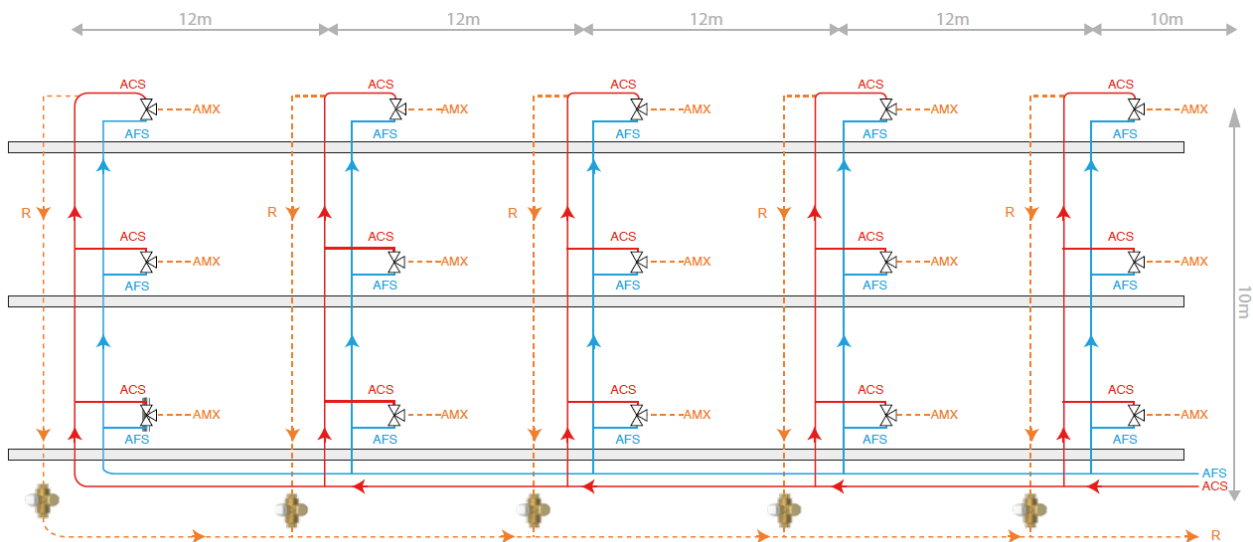 12m 12m 12m 12m 10m
ACS ACS ACS ACS ACS
AMX AMX AMX AMX AMX
AFS AFS AFS AFS AFS
R R R R R
ACS ACS ACS ACS ACS
AMX AMX AMX AMX AMX
AFS AFS AFS AFS AFS
10m
ACS ACS ACS ACS ACS
AMX AMX AMX AMX AMX
AFS AFS AFS AFS AFS
AFS
ACS
R